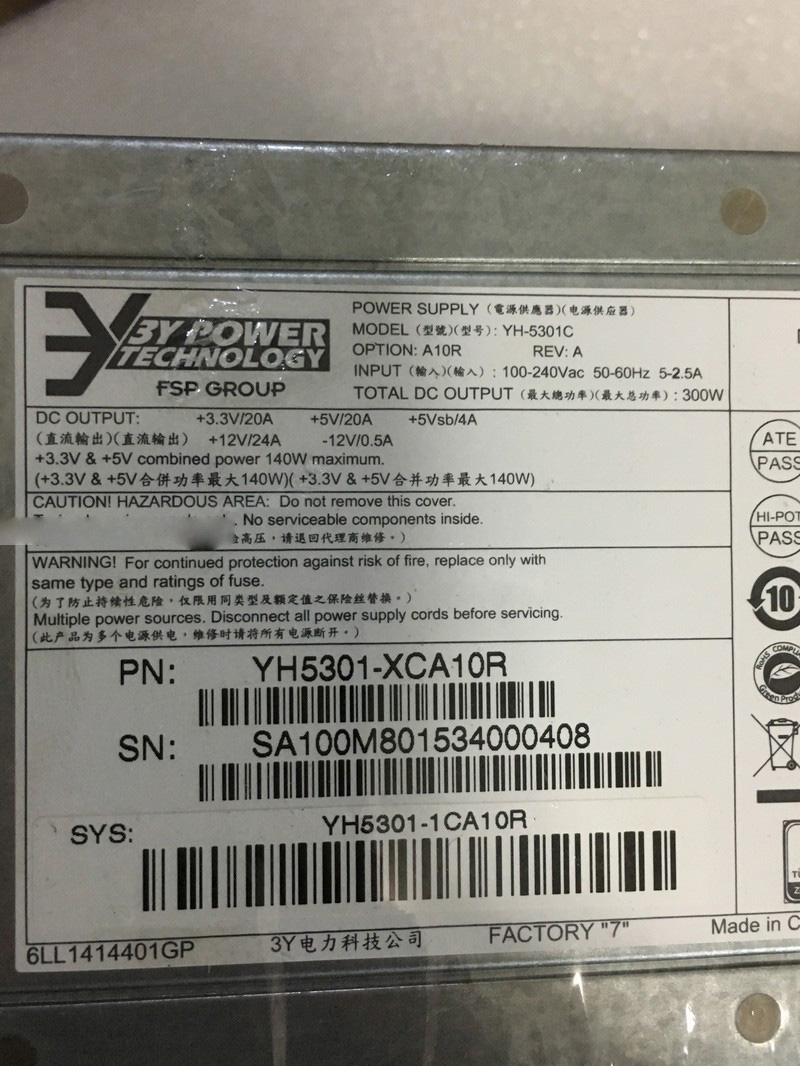 3Y POWER
TECHNOLOGY
FSP GROUP
POWER SUPPLY (電源供應器)(电源供应器)
MODEL (型號)(型号): YH-5301C
OPTION: A10R REV: A
INPUT (輸入)(输入) : 100-240Vac 50-60Hz 5-2.5A
TOTAL DC OUTPUT (最大總功率)(最大总功率) : 300W
DC OUTPUT: +3.3V/20A +5V/20A +5Vsb/4A
(直流輸出)(直流输出) +12V/24A -12V/0.5A
+3.3V & +5V combined power 140W maximum.
(+3.3V & +5V合併功率最大140W)( +3.3V & +5V合并功率最大140W)
CAUTION! HAZARDOUS AREA: Do not remove this cover.
. No serviceable components inside.
高压，请退回代理商维修。)
WARNING! For continued protection against risk of fire, replace only with
same type and ratings of fuse.
(为了防止持续性危险，仅限用同类型及额定值之保险丝替换。)
Multiple power sources. Disconnect all power supply cords before servicing.
(此产品为多个电源供电，维修时请将所有电源断开。)
PN: YH5301-XCA10R
SN: SA100M801534000408
SYS: YH5301-1CA10R
6LL1414401GP 3Y电力科技公司 FACTORY "7" Made in C
ATE
PASS
HI-POT
PASS
10
RoHS COMPLI
Green Prod